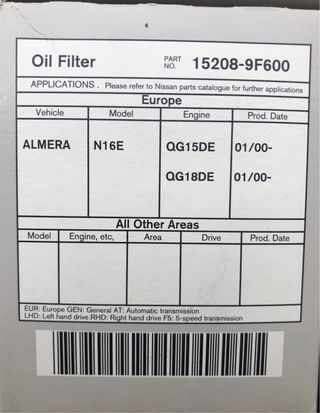 Oil Filter PART NO. 15208-9F600
APPLICATIONS . Please refer to Nissan parts catalogue for further applications
Europe
Vehicle Model Engine Prod. Date
ALMERA N16E QG15DE 01/00-
QG18DE 01/00-
All Other Areas
Model Engine, etc, Area Drive Prod. Date
EUR: Europe GEN: General AT: Automatic transmission
LHD: Left hand drive RHD: Right hand drive F5: 5-speed transmission